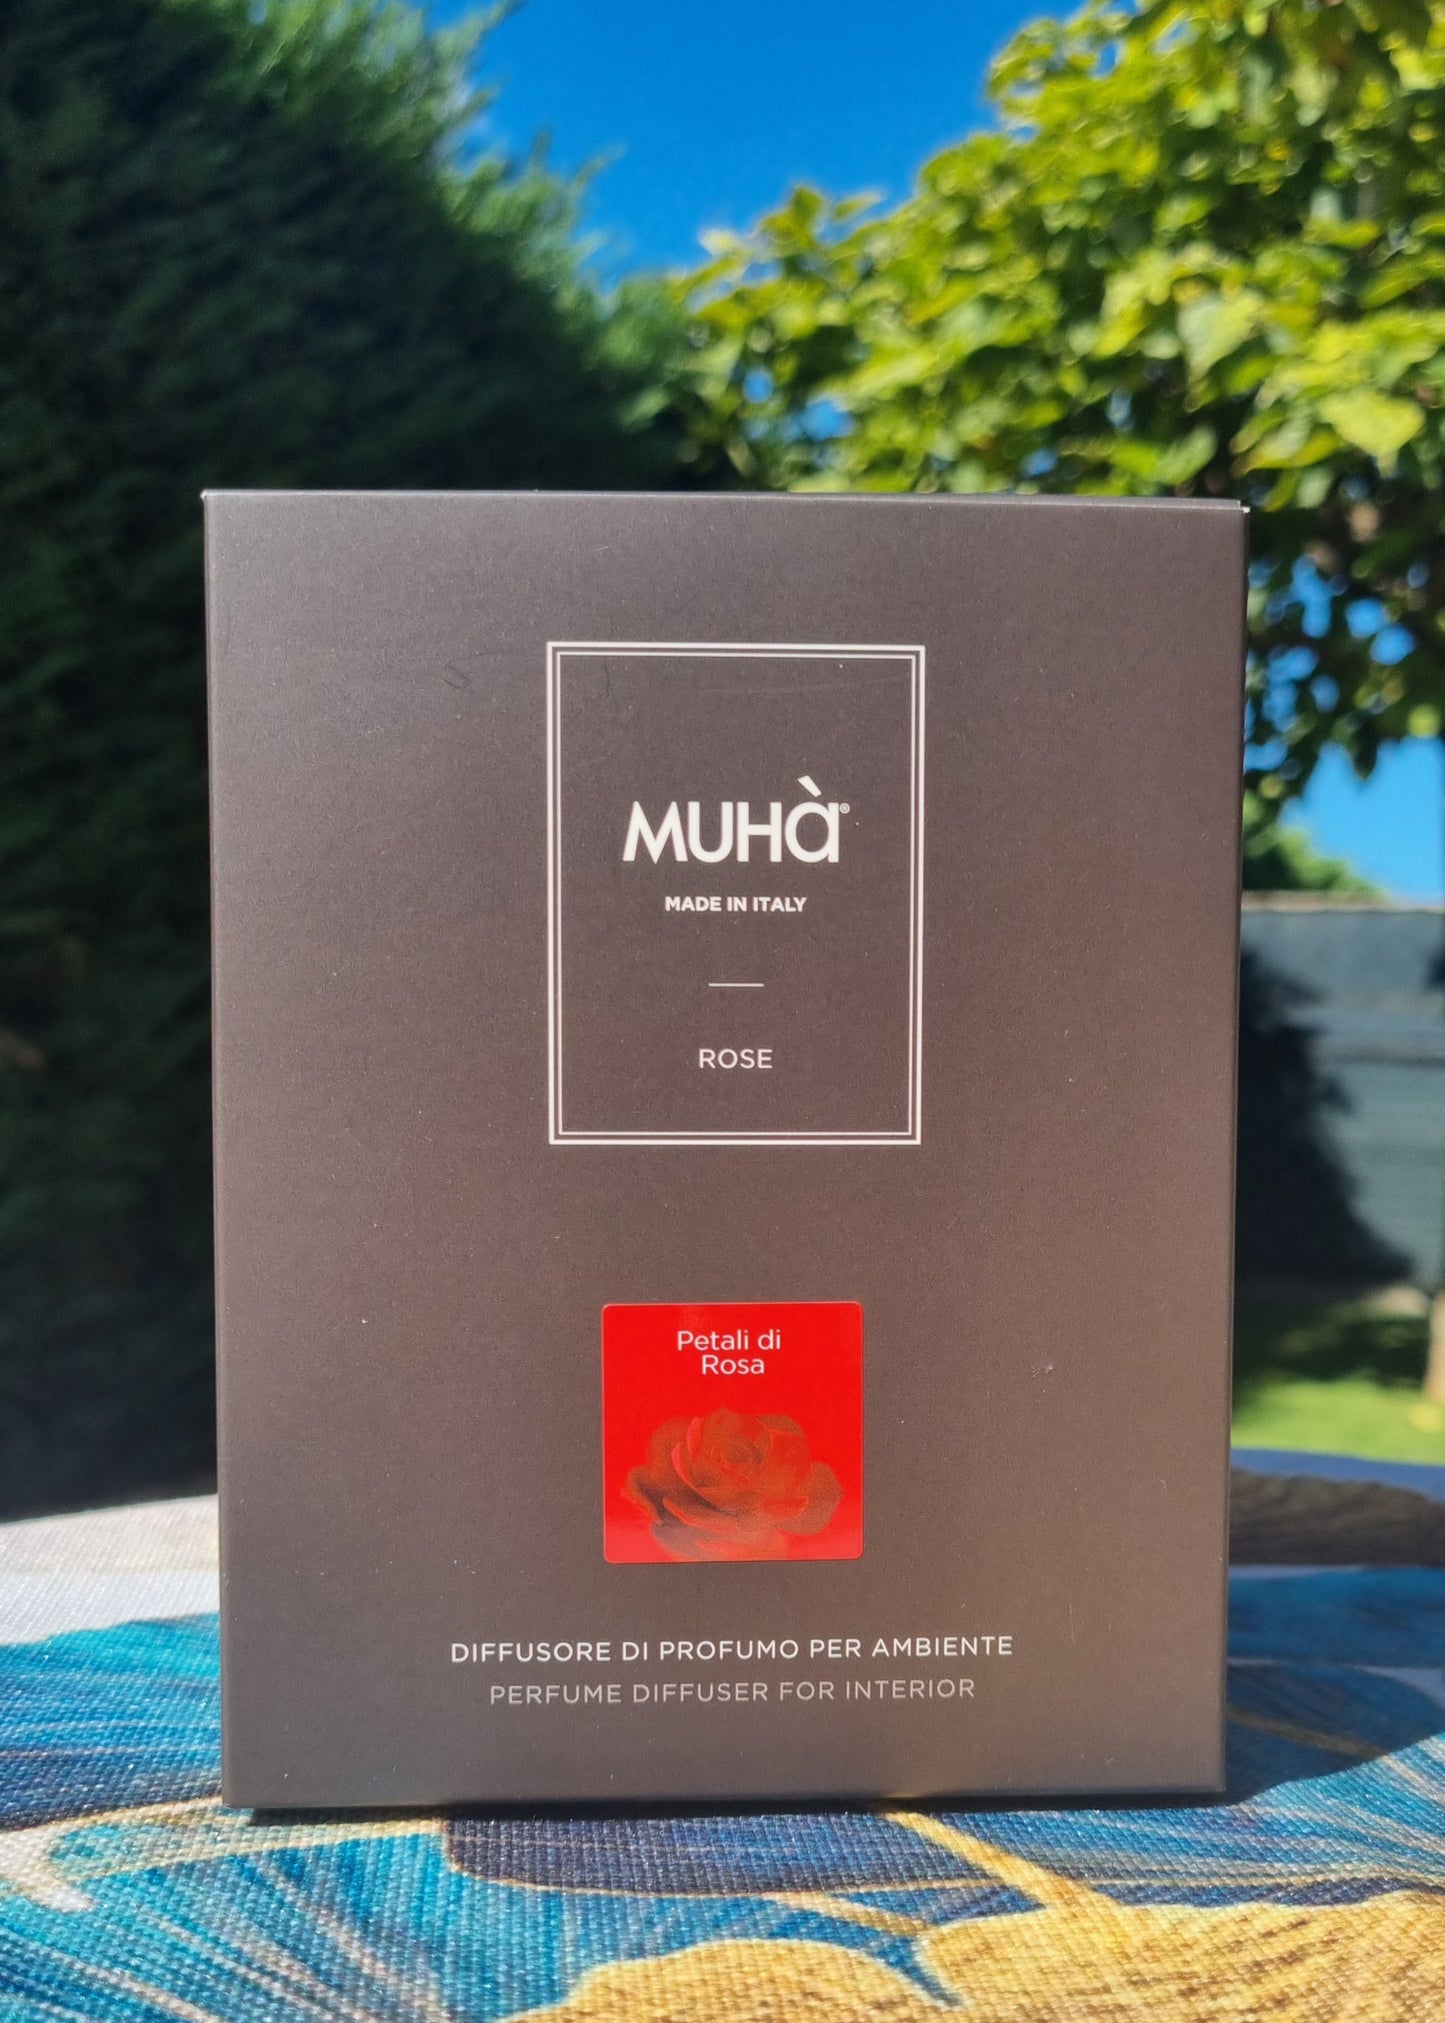 MUHà®
MADE IN ITALY
ROSE
Petali di
Rosa
DIFFUSORE DI PROFUMO PER AMBIENTE
PERFUME DIFFUSER FOR INTERIOR